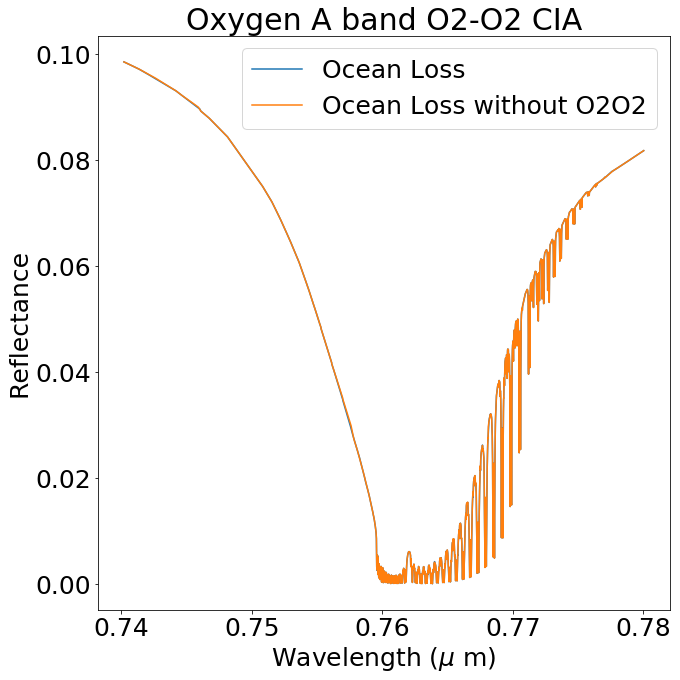 Oxygen A band O2-O2 CIA
Ocean Loss
Ocean Loss without O2O2
Reflectance
0.10
0.08
0.06
0.04
0.02
0.00
0.74 0.75 0.76 0.77 0.78
Wavelength (μ m)